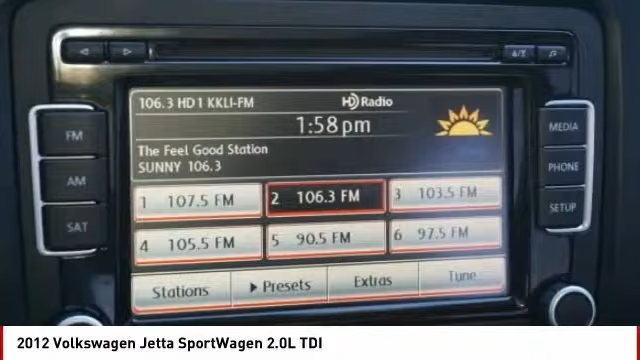 A/T
106.3 HD1 KKLI-FM
HD Radio
1:58pm
The Feel Good Station
SUNNY 106.3
FM
AM
SAT
MEDIA
PHONE
SETUP
1 107.5 FM
2 106.3 FM
3 103.5 FM
4 105.5 FM
5 90.5 FM
6 97.5 FM
Stations
Presets
Extras
Tune
2012 Volkswagen Jetta SportWagen 2.0L TDI